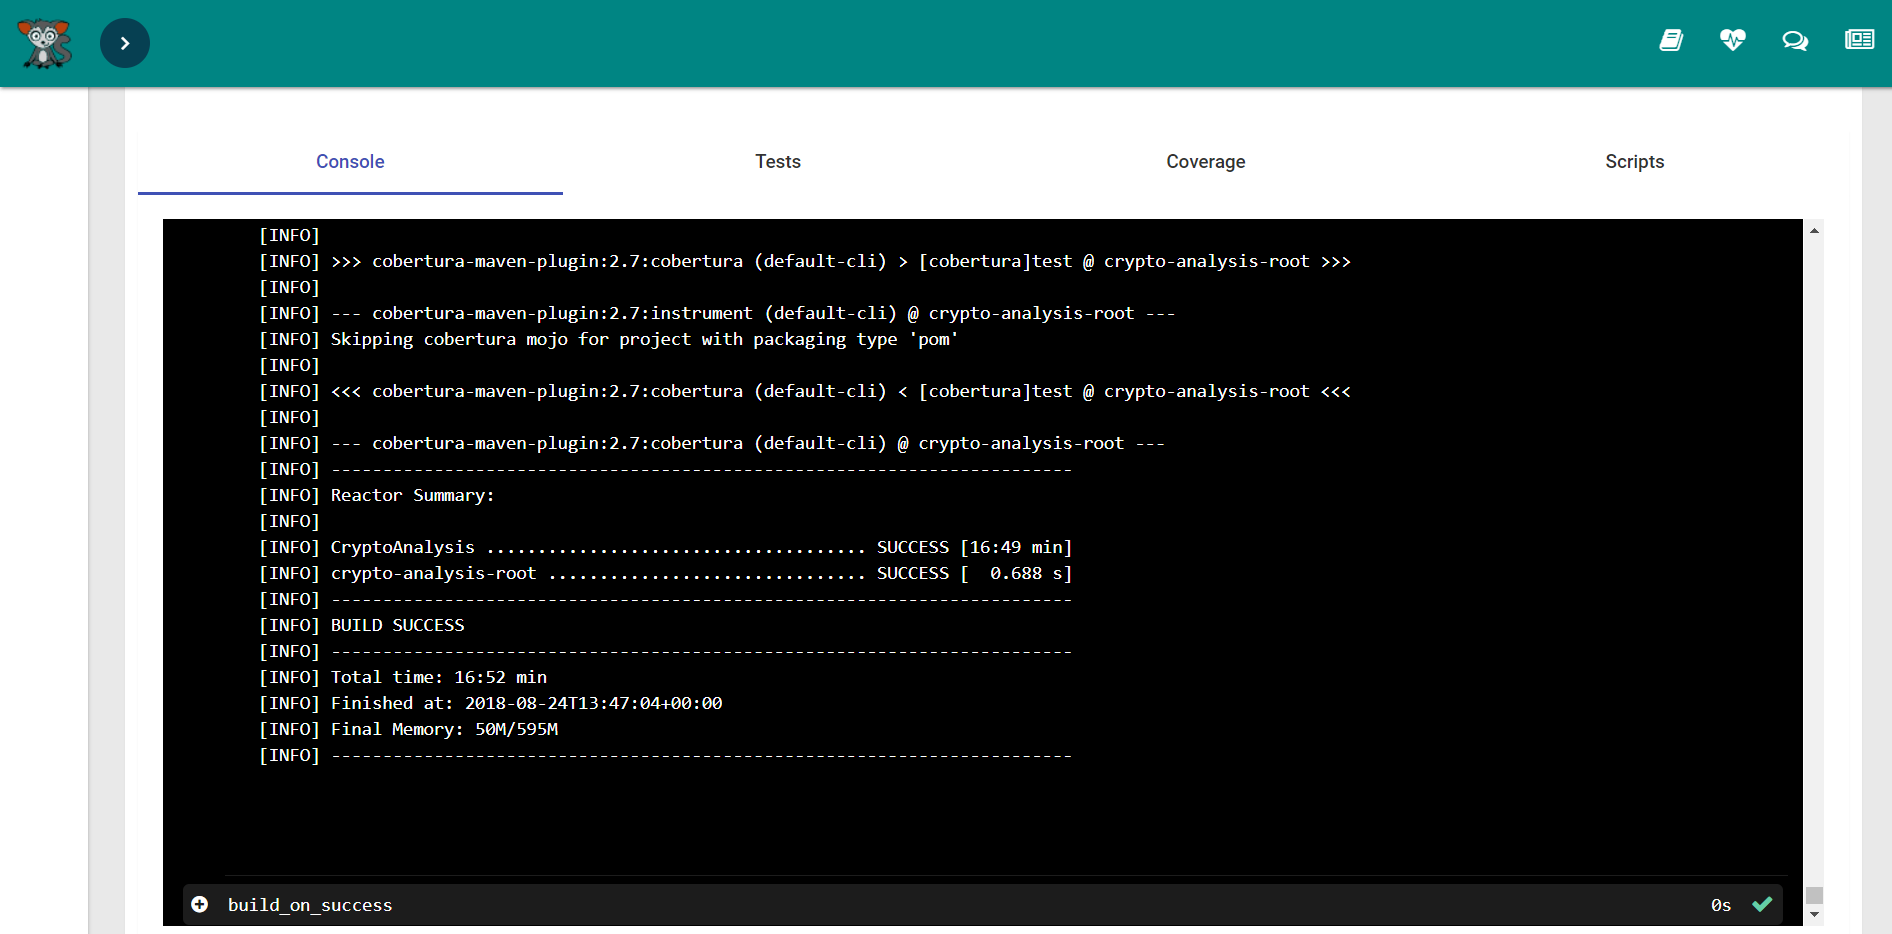 Console
Tests
Coverage
Scripts
[INFO]
[INFO] >>> cobertura-maven-plugin:2.7:cobertura (default-cli) > [cobertura]test @ crypto-analysis-root >>>
[INFO]
[INFO] --- cobertura-maven-plugin:2.7:instrument (default-cli) @ crypto-analysis-root ---
[INFO] Skipping cobertura mojo for project with packaging type 'pom'
[INFO]
[INFO] <<< cobertura-maven-plugin:2.7:cobertura (default-cli) < [cobertura]test @ crypto-analysis-root <<<
[INFO]
[INFO] --- cobertura-maven-plugin:2.7:cobertura (default-cli) @ crypto-analysis-root ---
[INFO] ------------------------------------------------------------------------
[INFO] Reactor Summary:
[INFO]
[INFO] CryptoAnalysis ..................................... SUCCESS [16:49 min]
[INFO] crypto-analysis-root ............................... SUCCESS [  0.688 s]
[INFO] ------------------------------------------------------------------------
[INFO] BUILD SUCCESS
[INFO] ------------------------------------------------------------------------
[INFO] Total time: 16:52 min
[INFO] Finished at: 2018-08-24T13:47:04+00:00
[INFO] Final Memory: 50M/595M
[INFO] ------------------------------------------------------------------------
build_on_success 0s